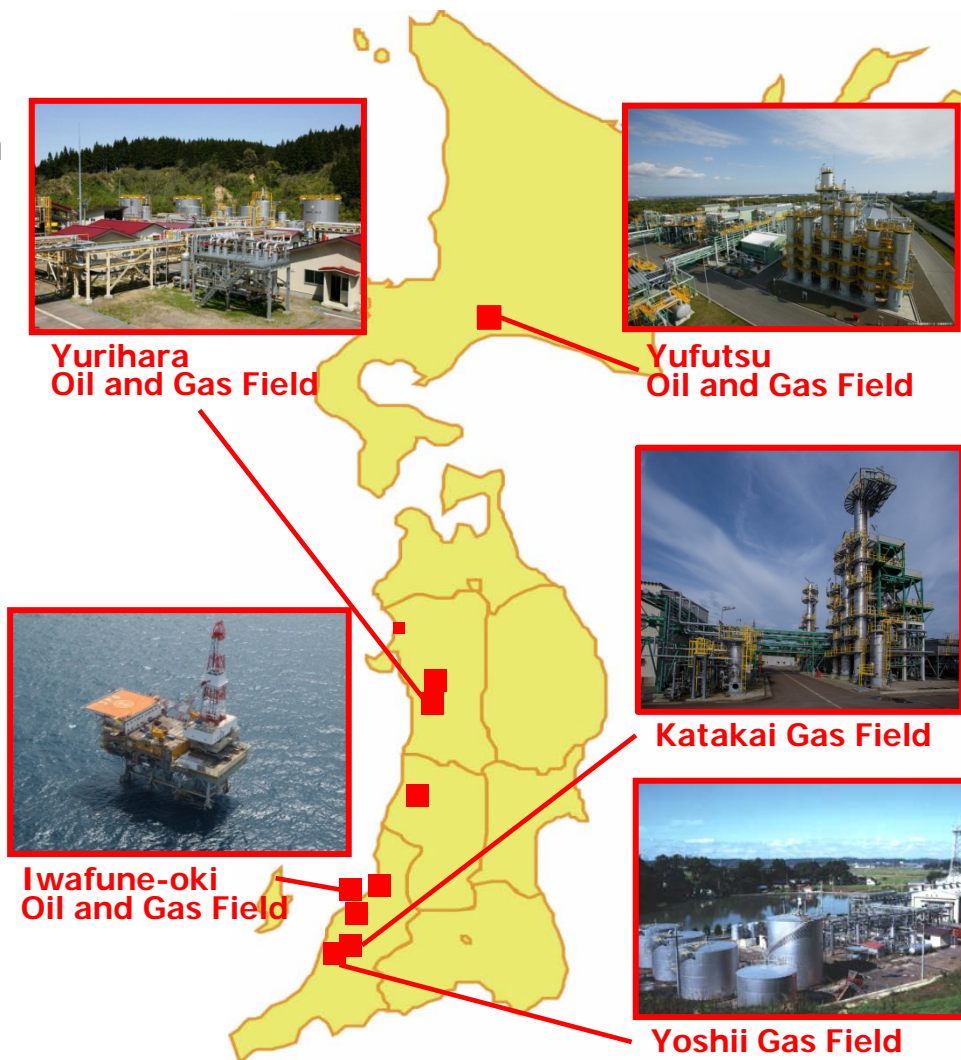 Yurihara
Oil and Gas Field
Yufutsu
Oil and Gas Field
Katakai Gas Field
Iwafune-oki
Oil and Gas Field
Yoshii Gas Field